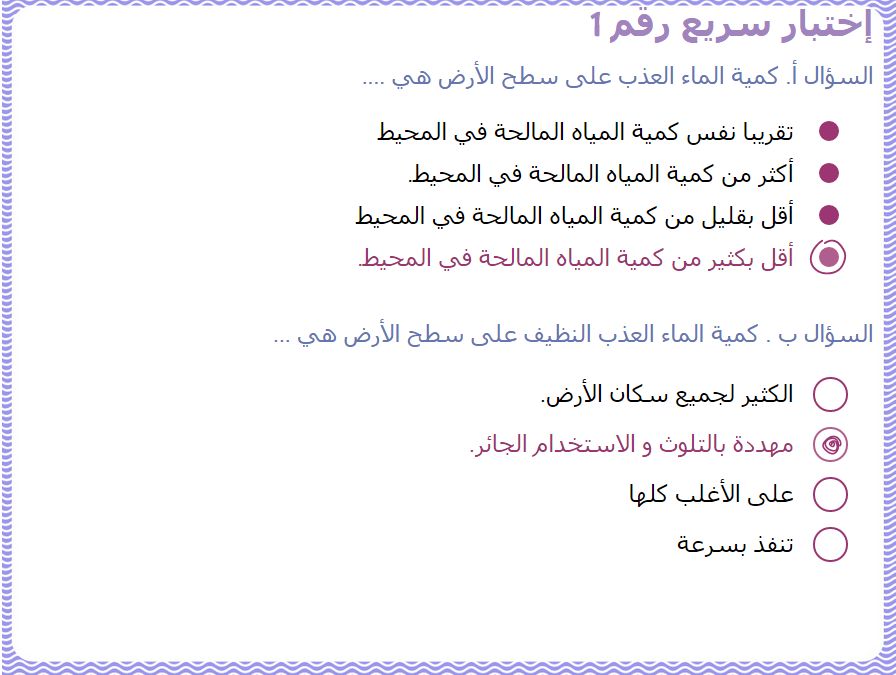 إختبار سريع رقم 1
السؤال أ. كمية الماء العذب على سطح الأرض هي ....
تقريبا نفس كمية المياه المالحة في المحيط
أكثر من كمية المياه المالحة في المحيط.
أقل بقليل من كمية المياه المالحة في المحيط
أقل بكثير من كمية المياه المالحة في المحيط.
السؤال ب . كمية الماء العذب النظيف على سطح الأرض هي ...
الكثير لجميع سكان الأرض.
مهددة بالتلوث و الاستخدام الجائر.
على الأغلب كلها
تنفذ بسرعة